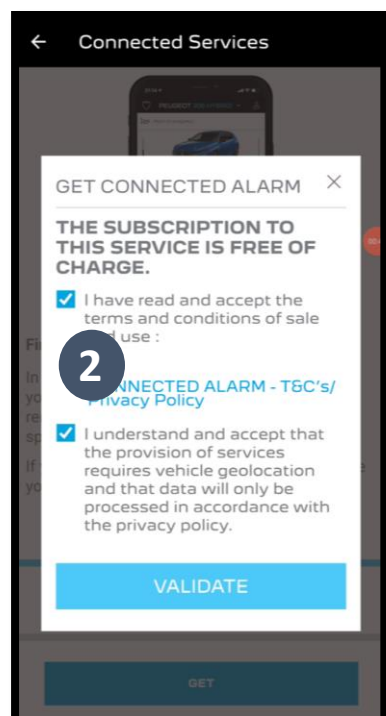 Connected Services
PEUGEOT
GET CONNECTED ALARM
THE SUBSCRIPTION TO
THIS SERVICE IS FREE OF
CHARGE.
I have read and accept the
terms and conditions of sale
use :
2
CONNECTED ALARM - T&C's/
Privacy Policy
I understand and accept that
the provision of services
requires vehicle geolocation
and that data will only be
processed in accordance with
the privacy policy.
VALIDATE
GET